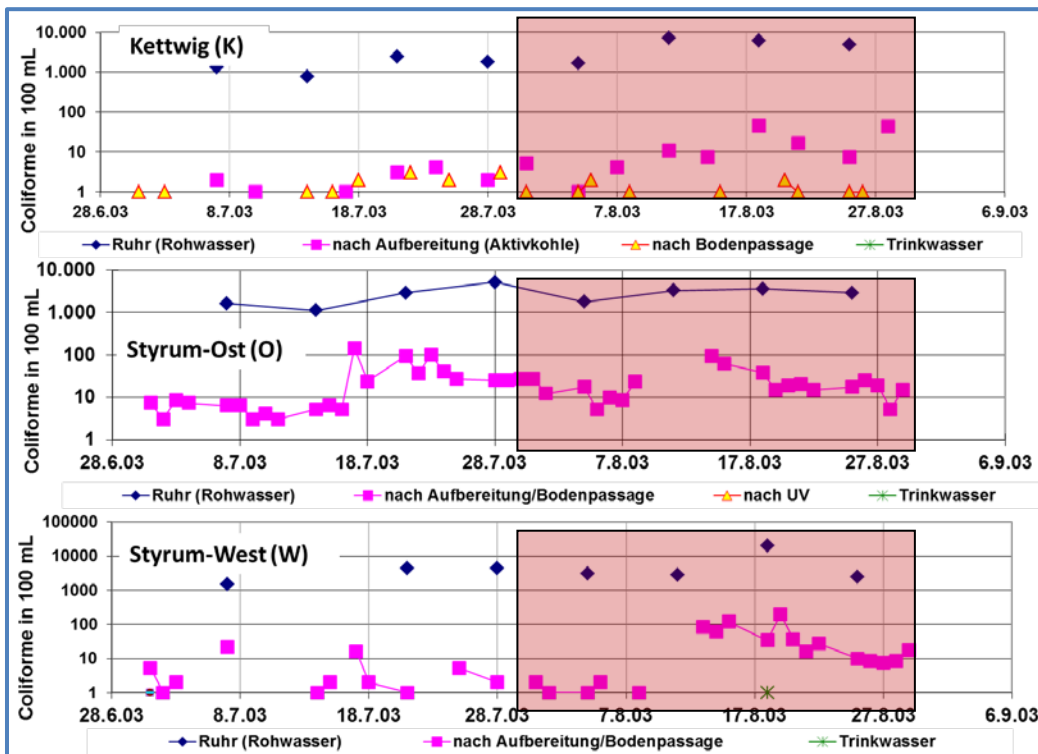 Kettwig (K)
Coliforme in 100 mL
10.000
1.000
100
10
1
28.6.03 8.7.03 18.7.03 28.7.03 7.8.03 17.8.03 27.8.03 6.9.03
Ruhr (Rohwasser) nach Aufbereitung (Aktivkohle) nach Bodenpassage Trinkwasser
Styrum-Ost (O)
Coliforme in 100 mL
10.000
1.000
100
10
1
28.6.03 8.7.03 18.7.03 28.7.03 7.8.03 17.8.03 27.8.03 6.9.03
Ruhr (Rohwasser) nach Aufbereitung/Bodenpassage nach UV Trinkwasser
Styrum-West (W)
Coliforme in 100 mL
100000
10000
1000
100
10
1
28.6.03 8.7.03 18.7.03 28.7.03 7.8.03 17.8.03 27.8.03 6.9.03
Ruhr (Rohwasser) nach Aufbereitung/Bodenpassage Trinkwasser